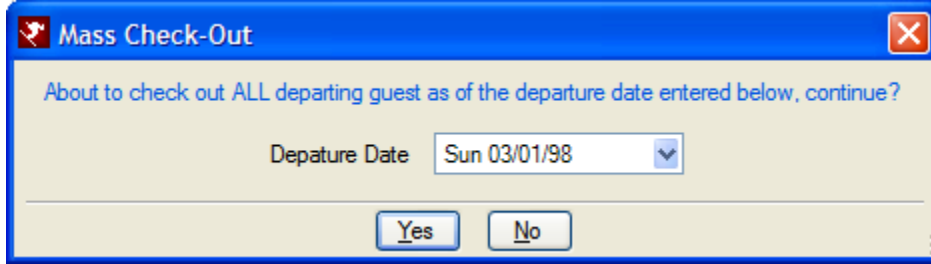 Mass Check-Out
About to check out ALL departing guest as of the departure date entered below, continue?
Depature Date Sun 03/01/98
Yes No